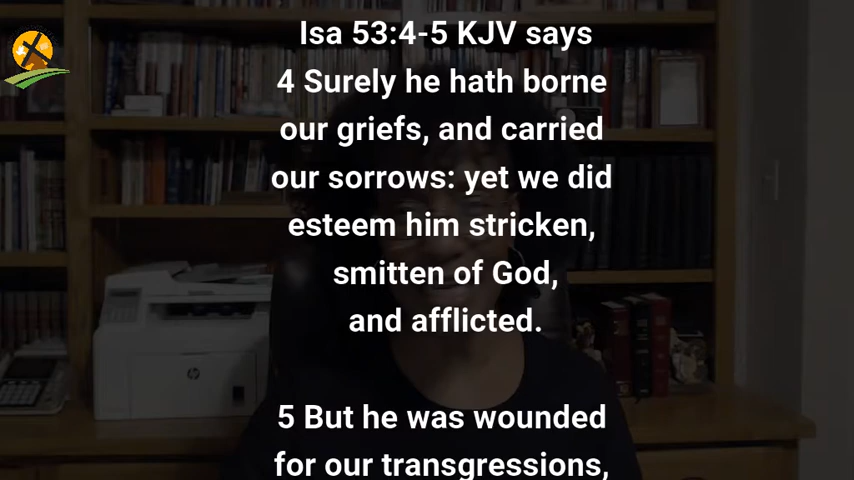 Isa 53:4-5 KJV says
4 Surely he hath borne
our griefs, and carried
our sorrows: yet we did
esteem him stricken,
smitten of God,
and afflicted.
5 But he was wounded
for our transgressions,
hp